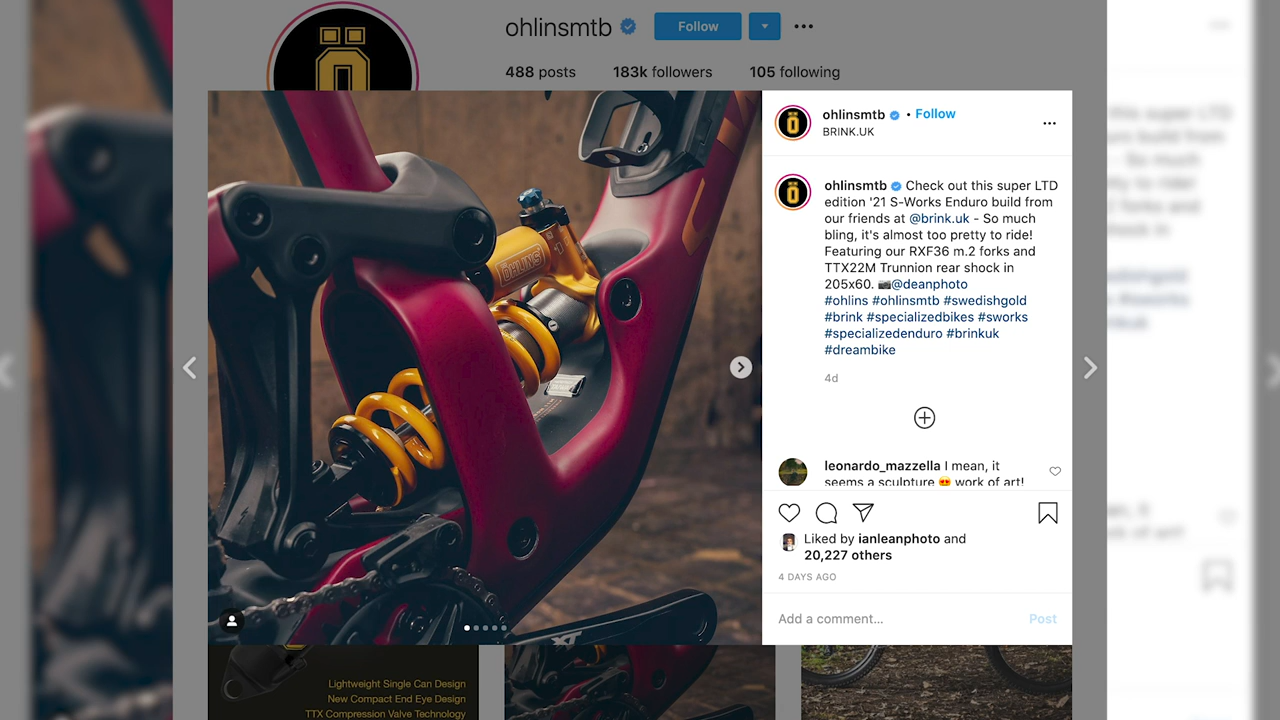 ohlinsmtb
Follow
488 posts 183k followers 105 following
Ö
ÖHLINS
XT
ohlinsmtb • Follow
BRINK.UK
ohlinsmtb Check out this super LTD
edition '21 S-Works Enduro build from
our friends at @brink.uk - So much
bling, it's almost too pretty to ride!
Featuring our RXF36 m.2 forks and
TTX22M Trunnion rear shock in
205x60. 📷@deanphoto
#ohlins #ohlinsmtb #swedishgold
#brink #specializedbikes #sworks
#specializedenduro #brinkuk
#dreambike
4d
leonardo_mazzella I mean, it
seems a sculpture 😍 work of art!
Liked by ianleanphoto and
20,227 others
4 DAYS AGO
Add a comment... Post
Lightweight Single Can Design
New Compact End Eye Design
TTX Compression Valve Technology